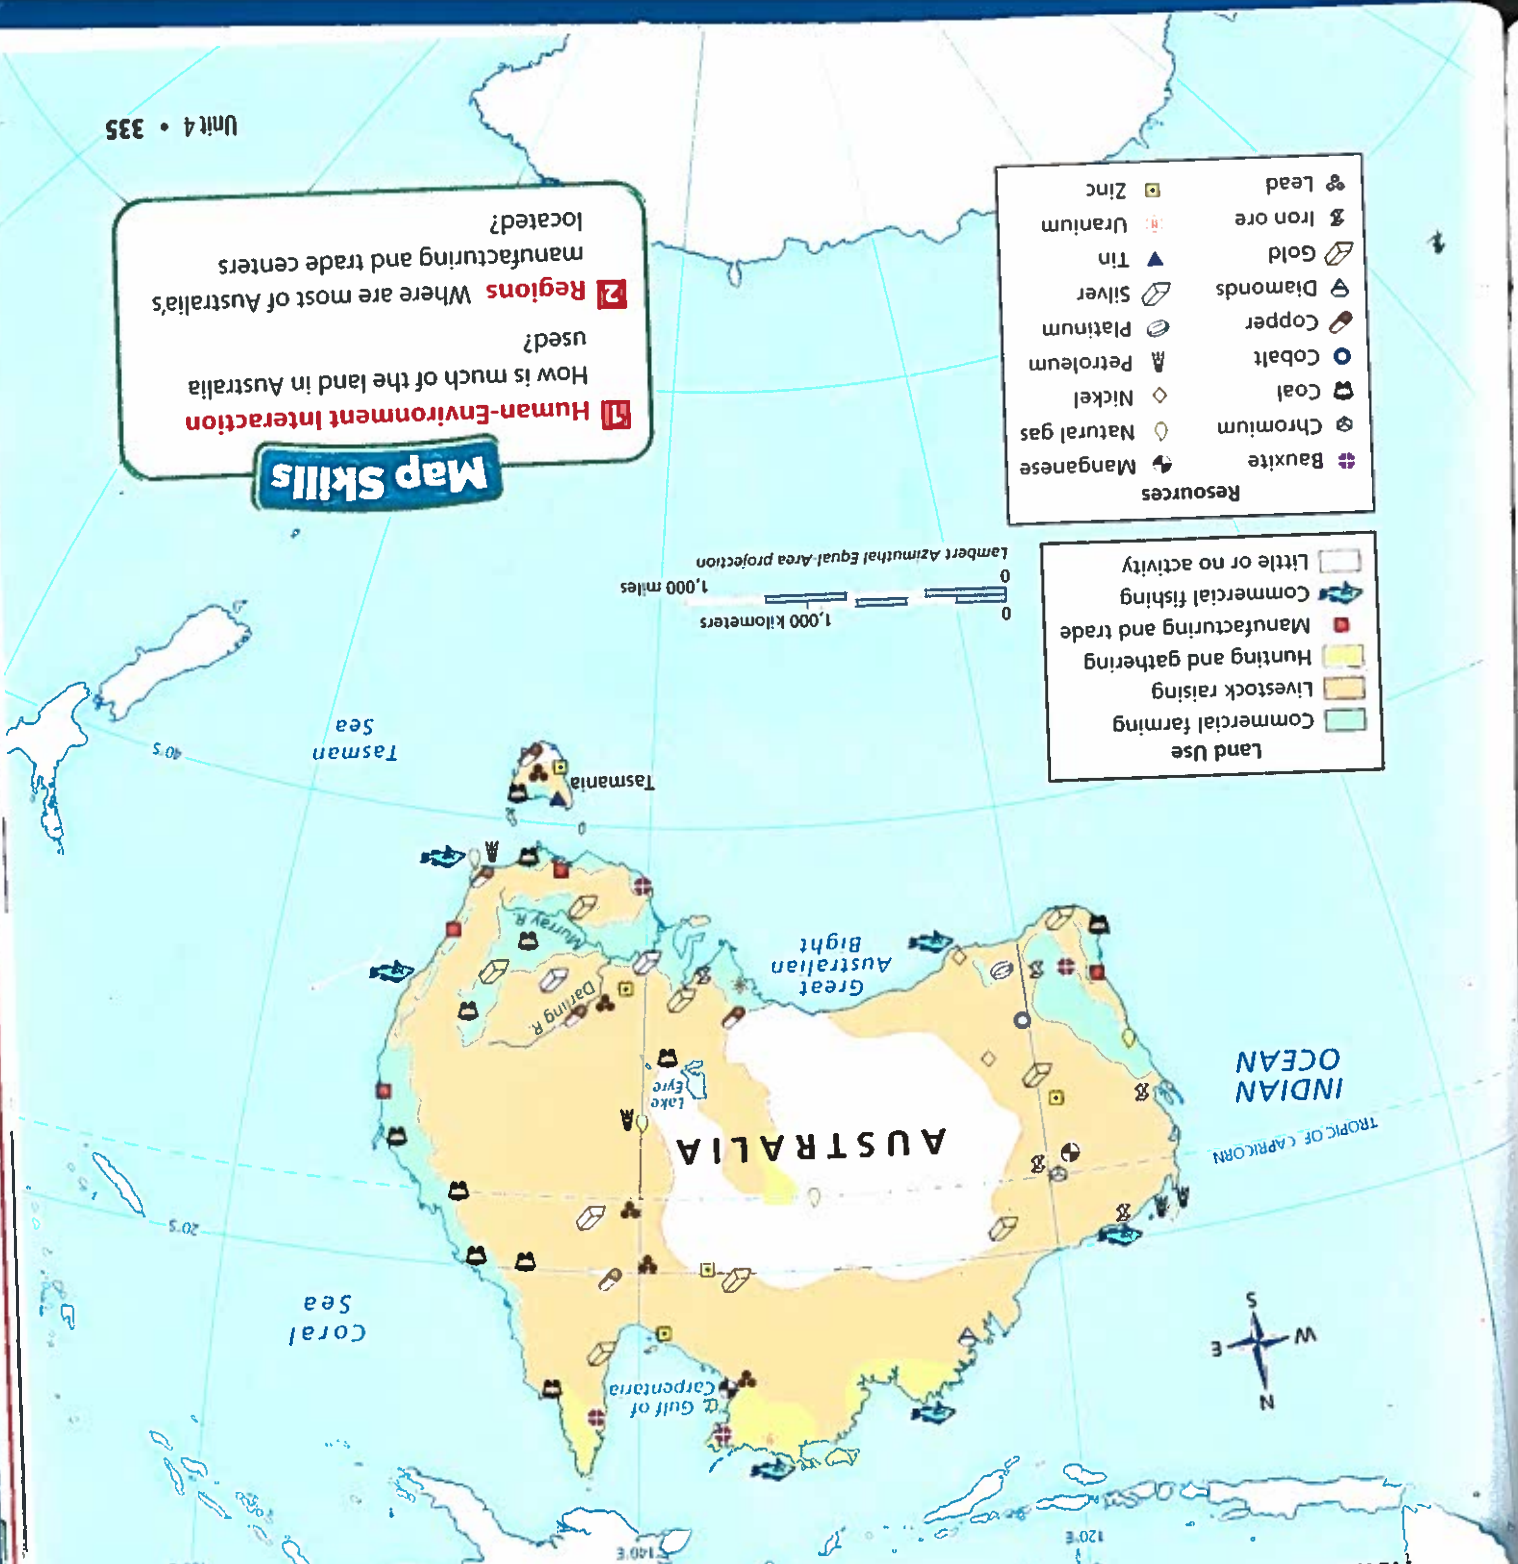 120°E
140°E
Gulf of
Carpentaria
N
W
E
S
Coral
Sea
20°S
TROPIC OF CAPRICORN
AUSTRALIA
INDIAN
OCEAN
Lake
Eyre
Darling R.
Great
Australian
Bight
Murray R.
Tasmania
Tasman
Sea
40°S
Land Use
Commercial farming
Livestock raising
Hunting and gathering
Manufacturing and trade
Commercial fishing
Little or no activity
0
1,000 kilometers
0
1,000 miles
Lambert Azimuthal Equal-Area projection
Resources
Bauxite
Chromium
Coal
Cobalt
Copper
Diamonds
Gold
Iron ore
Lead
Manganese
Natural gas
Nickel
Petroleum
Platinum
Silver
Tin
Uranium
Zinc
Map Skills
1 Human-Environment Interaction
How is much of the land in Australia
used?
2 Regions Where are most of Australia's
manufacturing and trade centers
located?
Unit 4 • 335